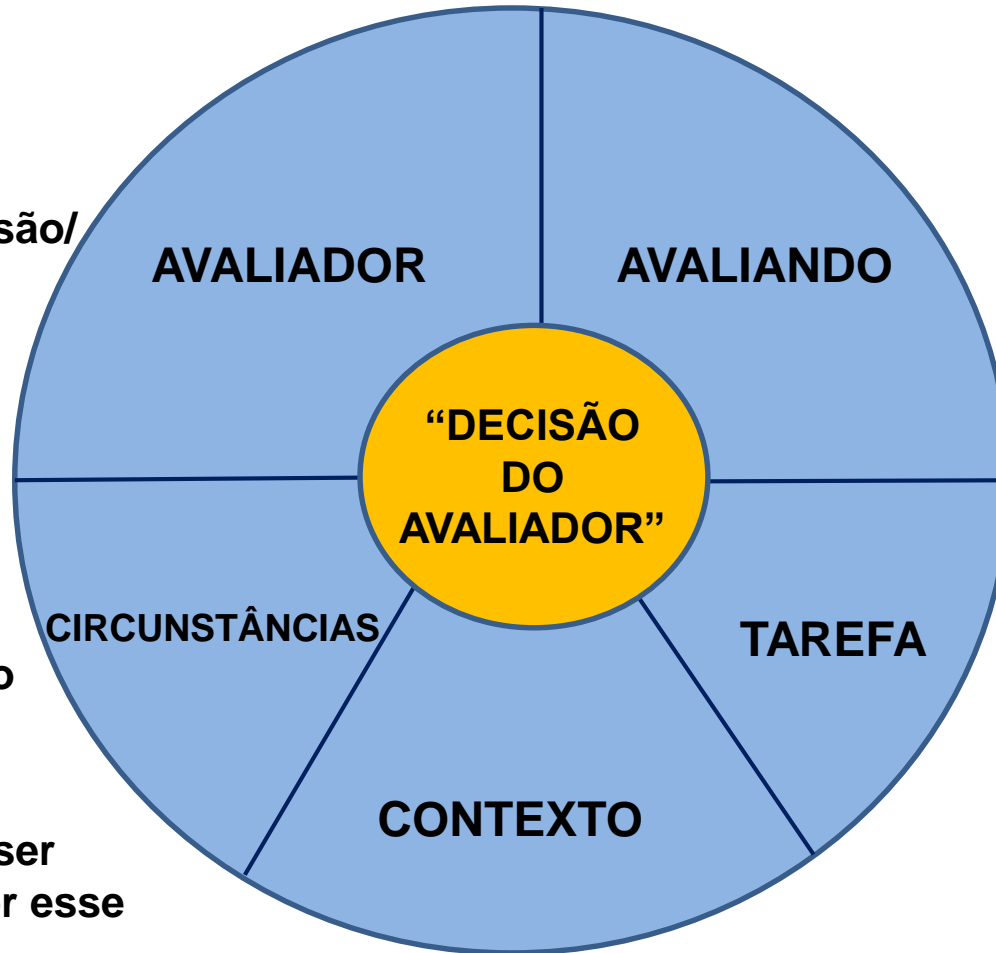 são/
AVALIADOR
AVALIANDO
“DECISÃO
DO
AVALIADOR”
CIRCUNSTÂNCIAS
TAREFA
o
CONTEXTO
ser
r esse